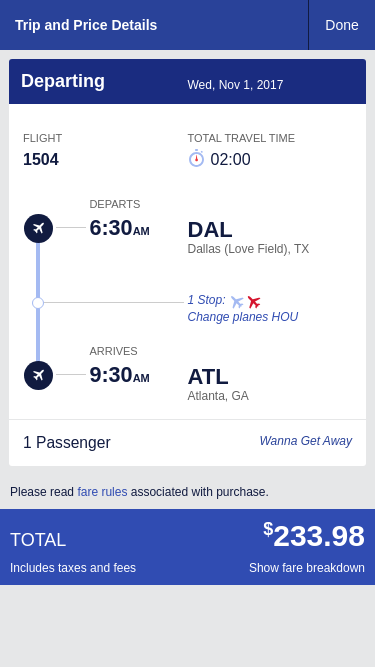 Trip and Price Details
Done
Departing
Wed, Nov 1, 2017
FLIGHT
TOTAL TRAVEL TIME
1504
02:00
DEPARTS
6:30AM
DAL
Dallas (Love Field), TX
1 Stop:
Change planes HOU
ARRIVES
9:30AM
ATL
Atlanta, GA
1 Passenger
Wanna Get Away
Please read fare rules associated with purchase.
TOTAL
$233.98
Includes taxes and fees
Show fare breakdown